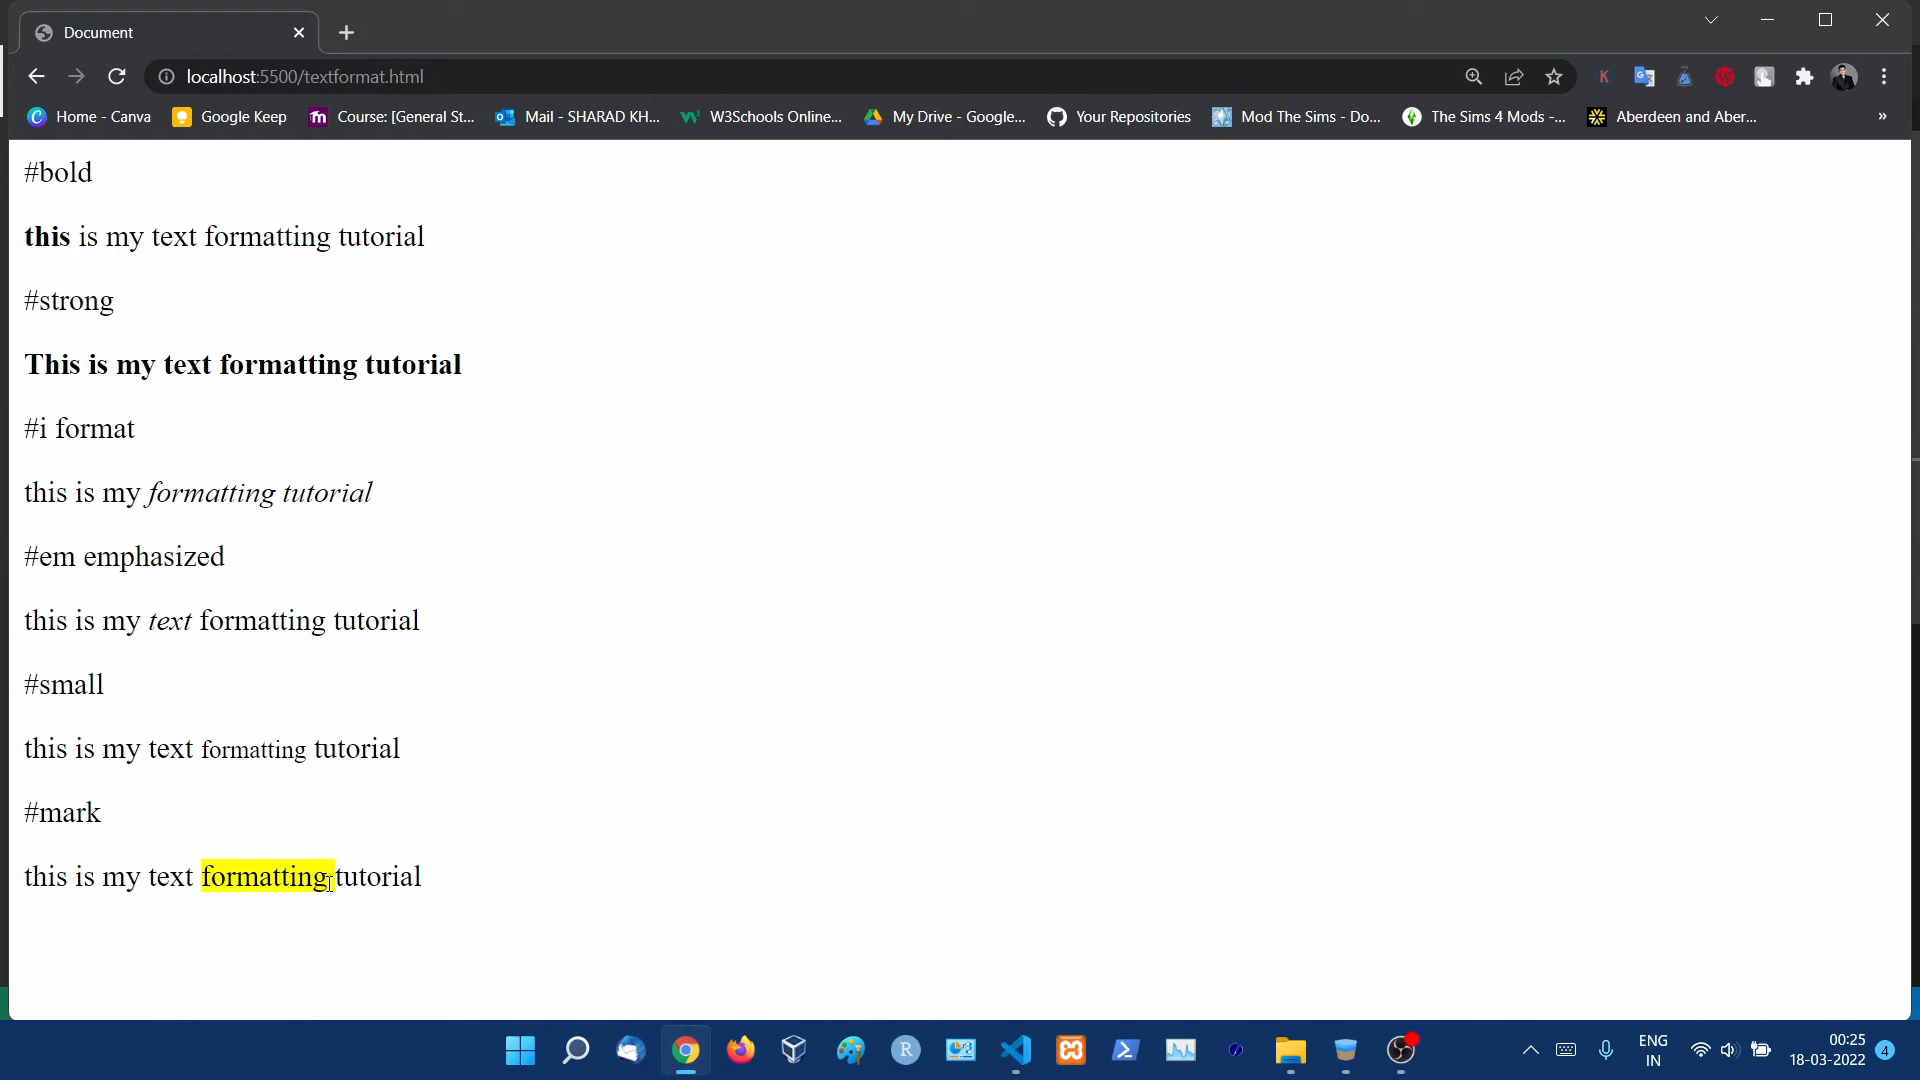 Document
localhost:5500/textformat.html
Home - Canva Google Keep Course: [General St... Mail - SHARAD KH... W3Schools Online... My Drive - Google... Your Repositories Mod The Sims - Do... The Sims 4 Mods -... Aberdeen and Aber... »
#bold
this is my text formatting tutorial
#strong
This is my text formatting tutorial
#i format
this is my formatting tutorial
#em emphasized
this is my text formatting tutorial
#small
this is my text formatting tutorial
#mark
this is my text formatting tutorial
ENG
IN
00:25
18-03-2022
4